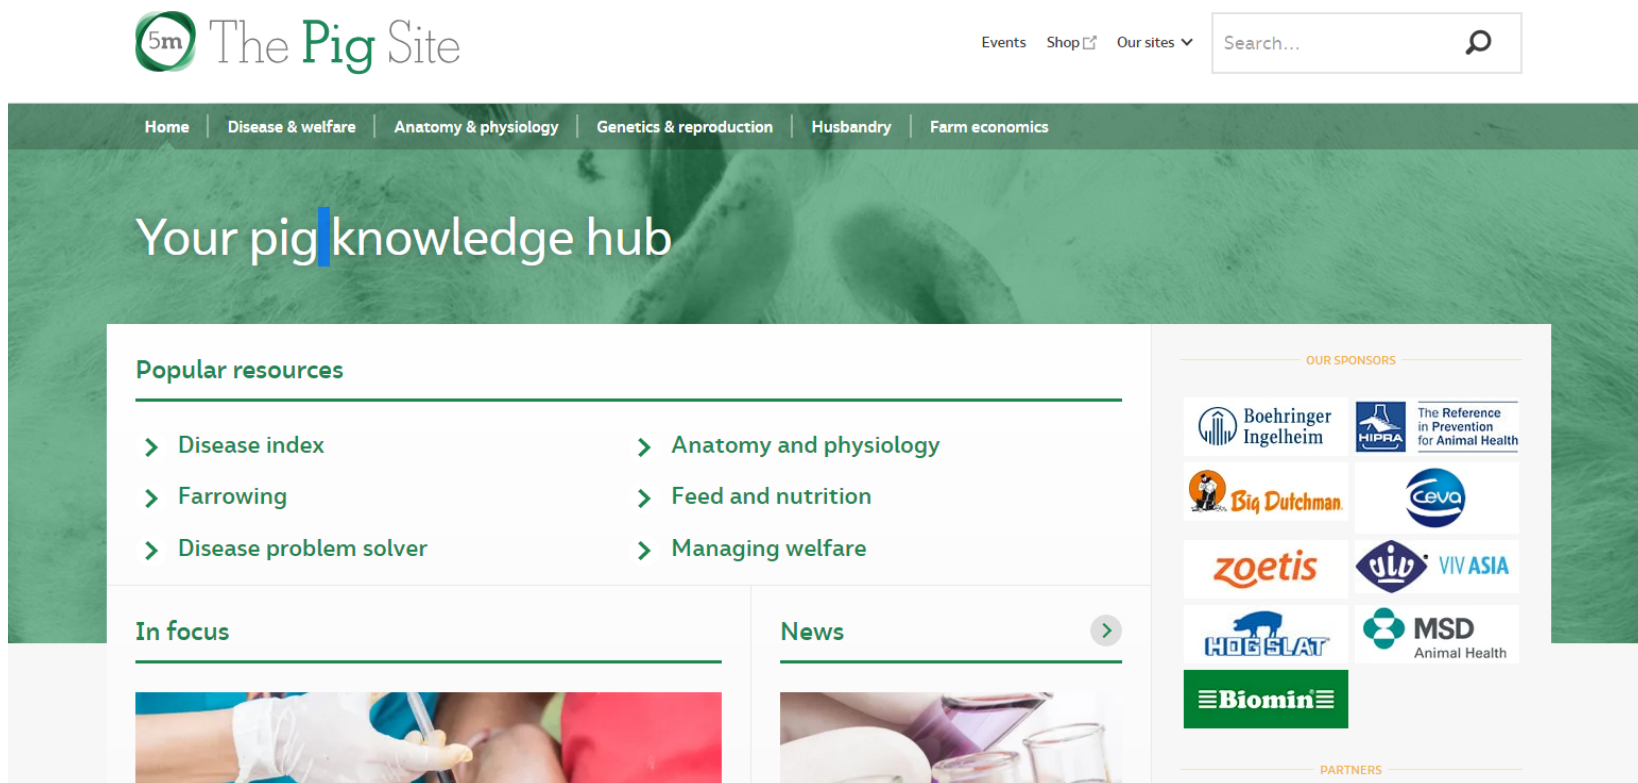 5m The Pig Site
Events Shop Our sites Search...
Home Disease & welfare Anatomy & physiology Genetics & reproduction Husbandry Farm economics
Your pig knowledge hub
Popular resources
Disease index
Anatomy and physiology
Farrowing
Feed and nutrition
Disease problem solver
Managing welfare
In focus
News
OUR SPONSORS
Boehringer
Ingelheim
HIPRA
The Reference
in Prevention
for Animal Health
Big Dutchman.
Ceva
zoetis
viv VIV ASIA
HOG SLAT
MSD
Animal Health
Biomin
PARTNERS